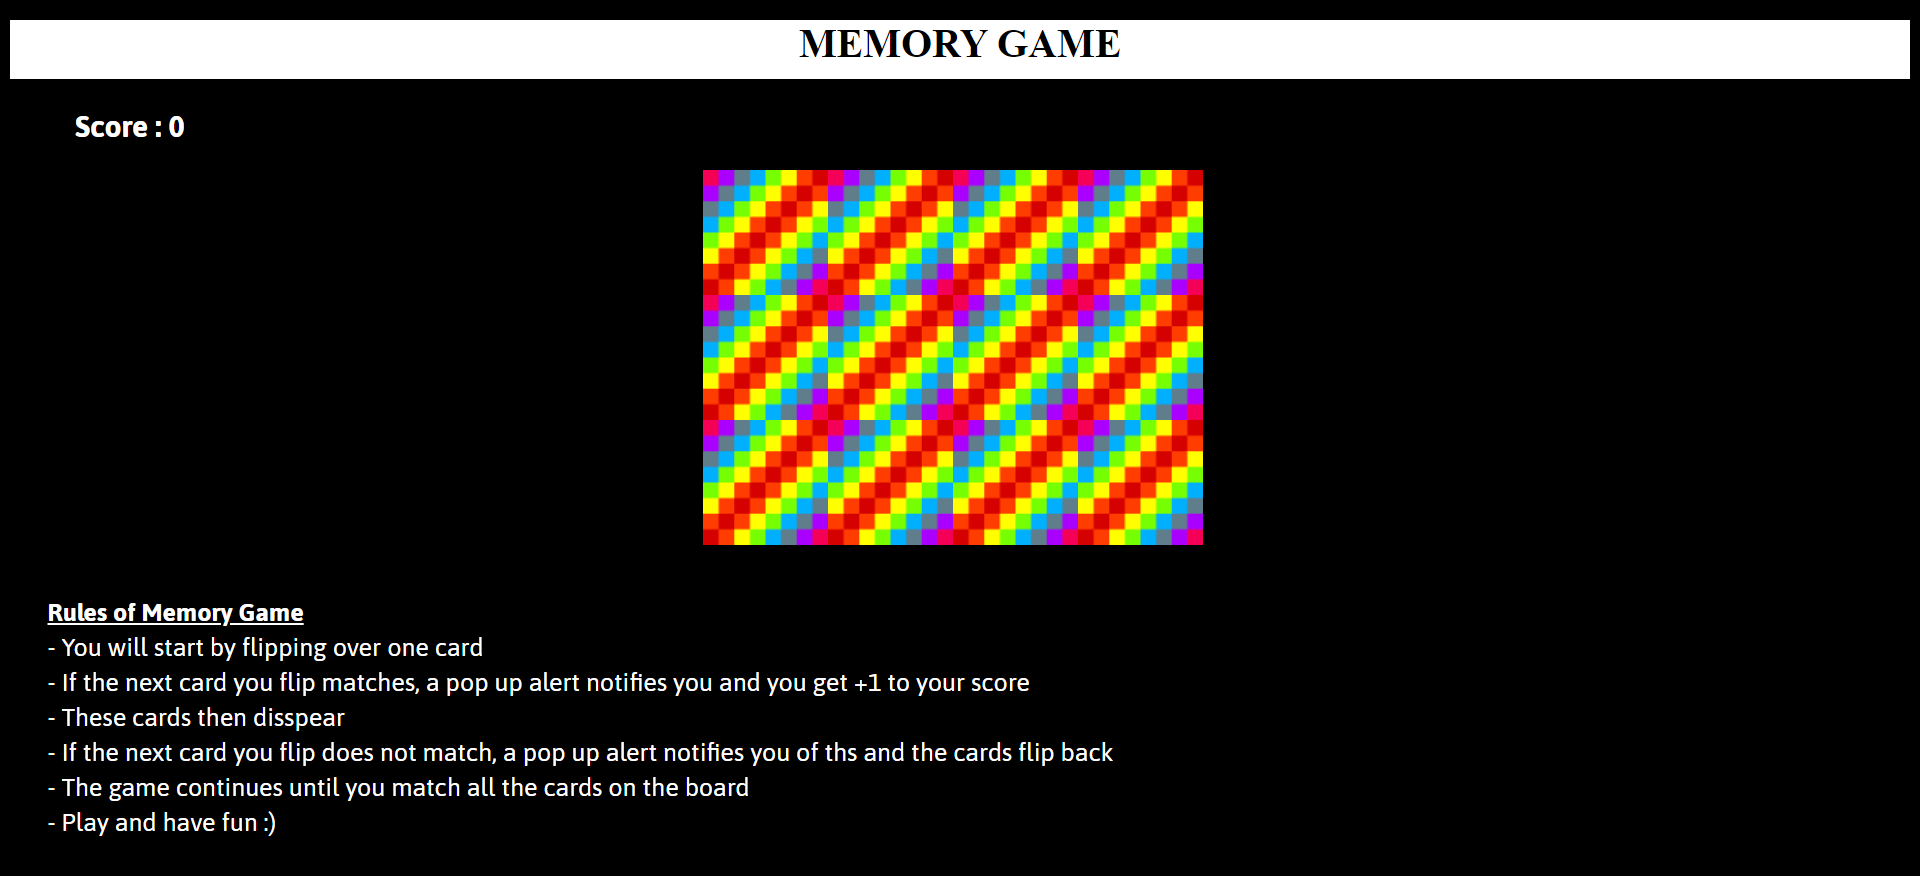 MEMORY GAME
Score : 0
Rules of Memory Game
- You will start by flipping over one card
- If the next card you flip matches, a pop up alert notifies you and you get +1 to your score
- These cards then disspear
- If the next card you flip does not match, a pop up alert notifies you of ths and the cards flip back
- The game continues until you match all the cards on the board
- Play and have fun :)